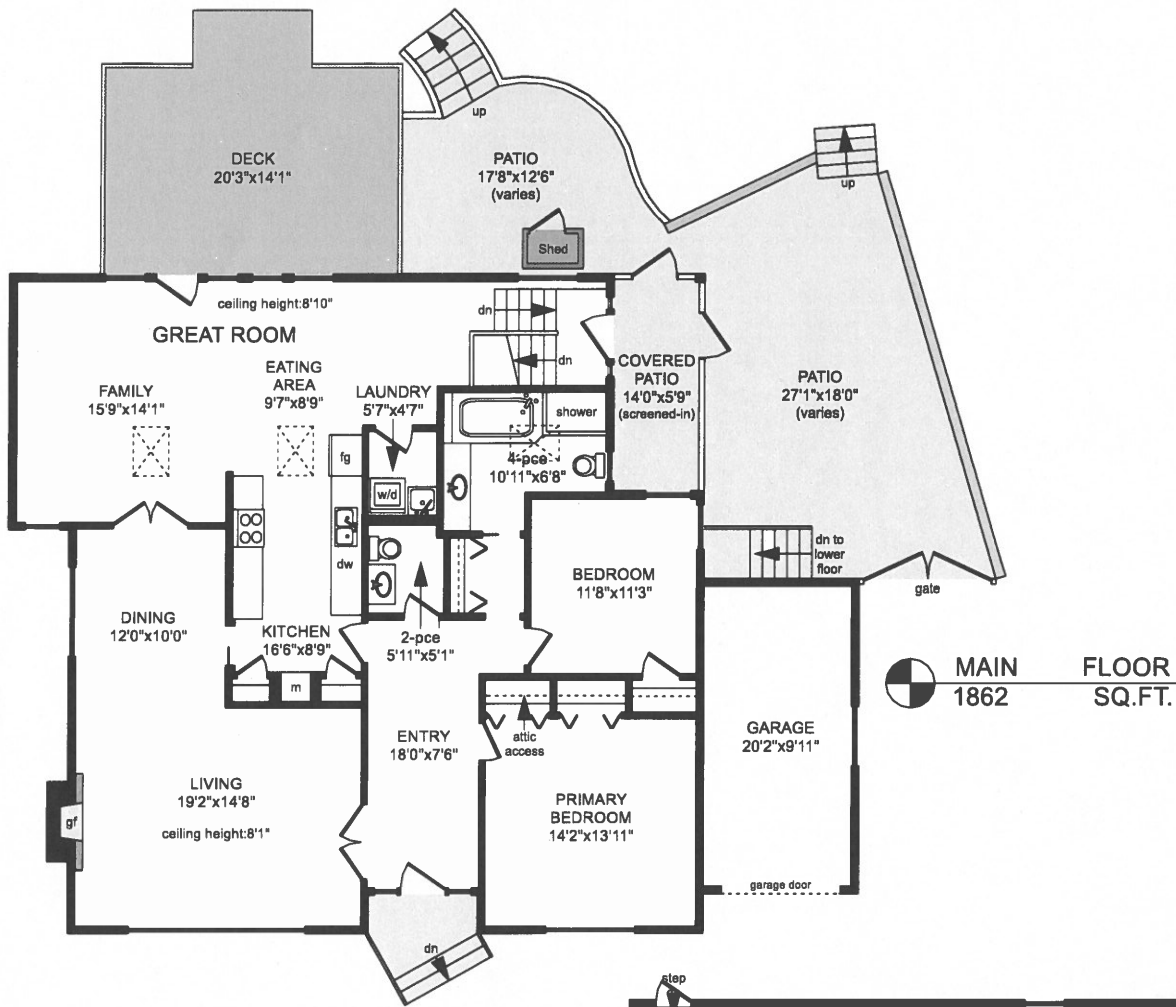 DECK
20'3"x14'1"
up
PATIO
17'8"x12'6"
(varies)
Shed
up
ceiling height:8'10"
GREAT ROOM
dn
dn
FAMILY
15'9"x14'1"
EATING
AREA
9'7"x8'9"
LAUNDRY
5'7"x4'7"
shower
COVERED
PATIO
14'0"x5'9"
(screened-in)
PATIO
27'1"x18'0"
(varies)
fg
w/d
4-pce
10'11"x6'8"
dw
dn to
lower
floor
gate
BEDROOM
11'8"x11'3"
DINING
12'0"x10'0"
KITCHEN
16'6"x8'9"
2-pce
5'11"x5'1"
m
MAIN FLOOR
1862 SQ.FT.
attic
access
ENTRY
18'0"x7'6"
GARAGE
20'2"x9'11"
LIVING
19'2"x14'8"
ceiling height:8'1"
gf
PRIMARY
BEDROOM
14'2"x13'11"
garage door
dn
step